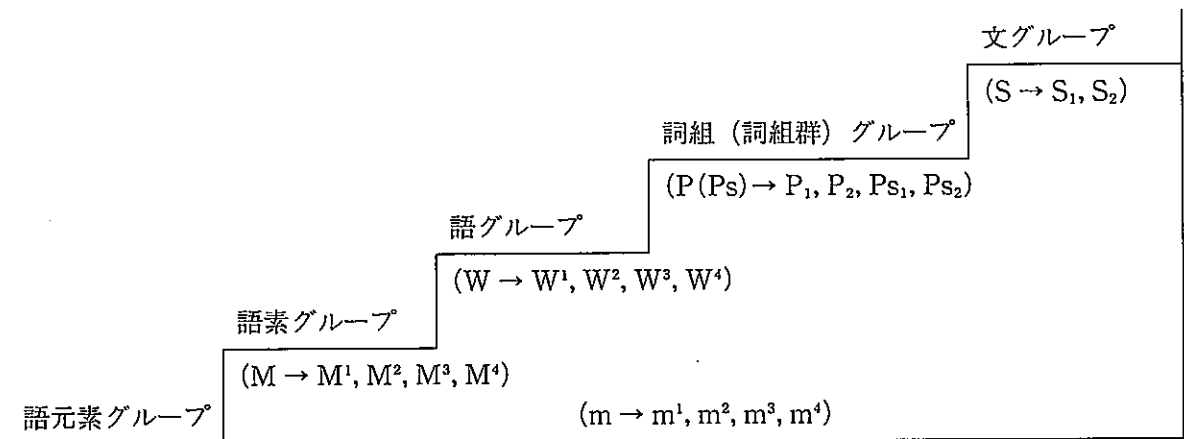 文グループ
(S → S₁, S₂)
詞組（詞組群）グループ
(P(Ps) → P₁, P₂, Ps₁, Ps₂)
語グループ
(W → W¹, W², W³, W⁴)
語素グループ
(M → M¹, M², M³, M⁴)
語元素グループ
(m → m¹, m², m³, m⁴)